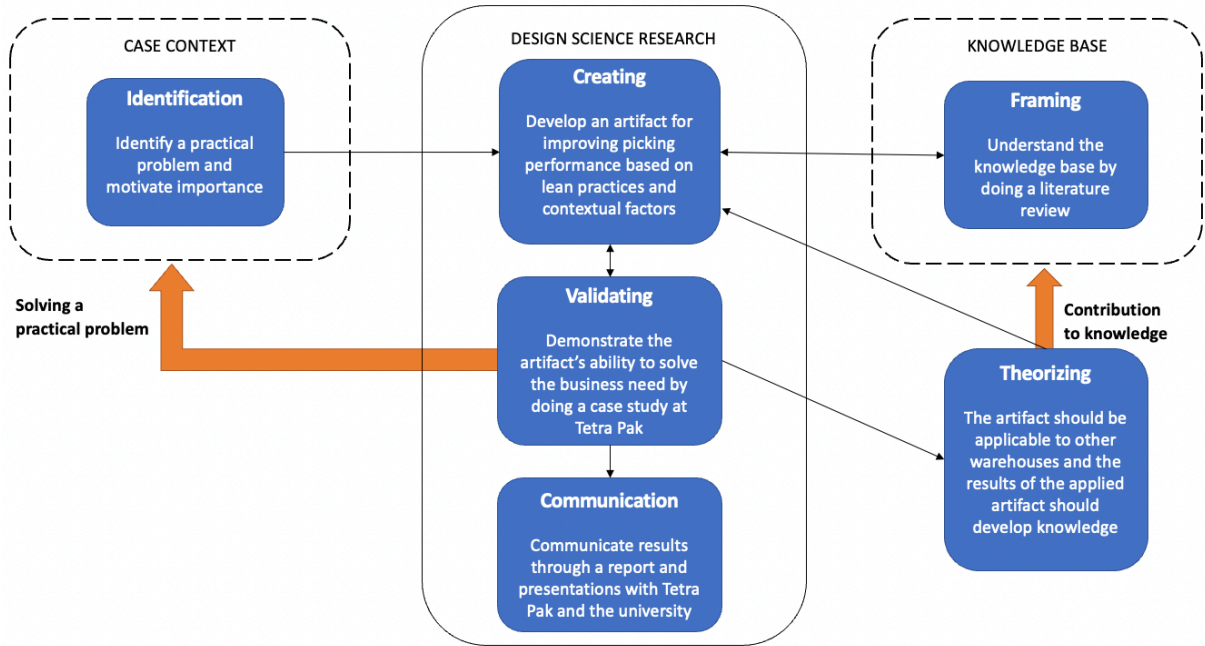 CASE CONTEXT
Identification
Identify a practical
problem and
motivate importance
Solving a
practical problem
DESIGN SCIENCE RESEARCH
Creating
Develop an artifact for
improving picking
performance based on
lean practices and
contextual factors
Validating
Demonstrate the
artifact's ability to solve
the business need by
doing a case study at
Tetra Pak
Communication
Communicate results
through a report and
presentations with Tetra
Pak and the university
KNOWLEDGE BASE
Framing
Understand the
knowledge base by
doing a literature
review
Contribution
to knowledge
Theorizing
The artifact should be
applicable to other
warehouses and the
results of the applied
artifact should
develop knowledge